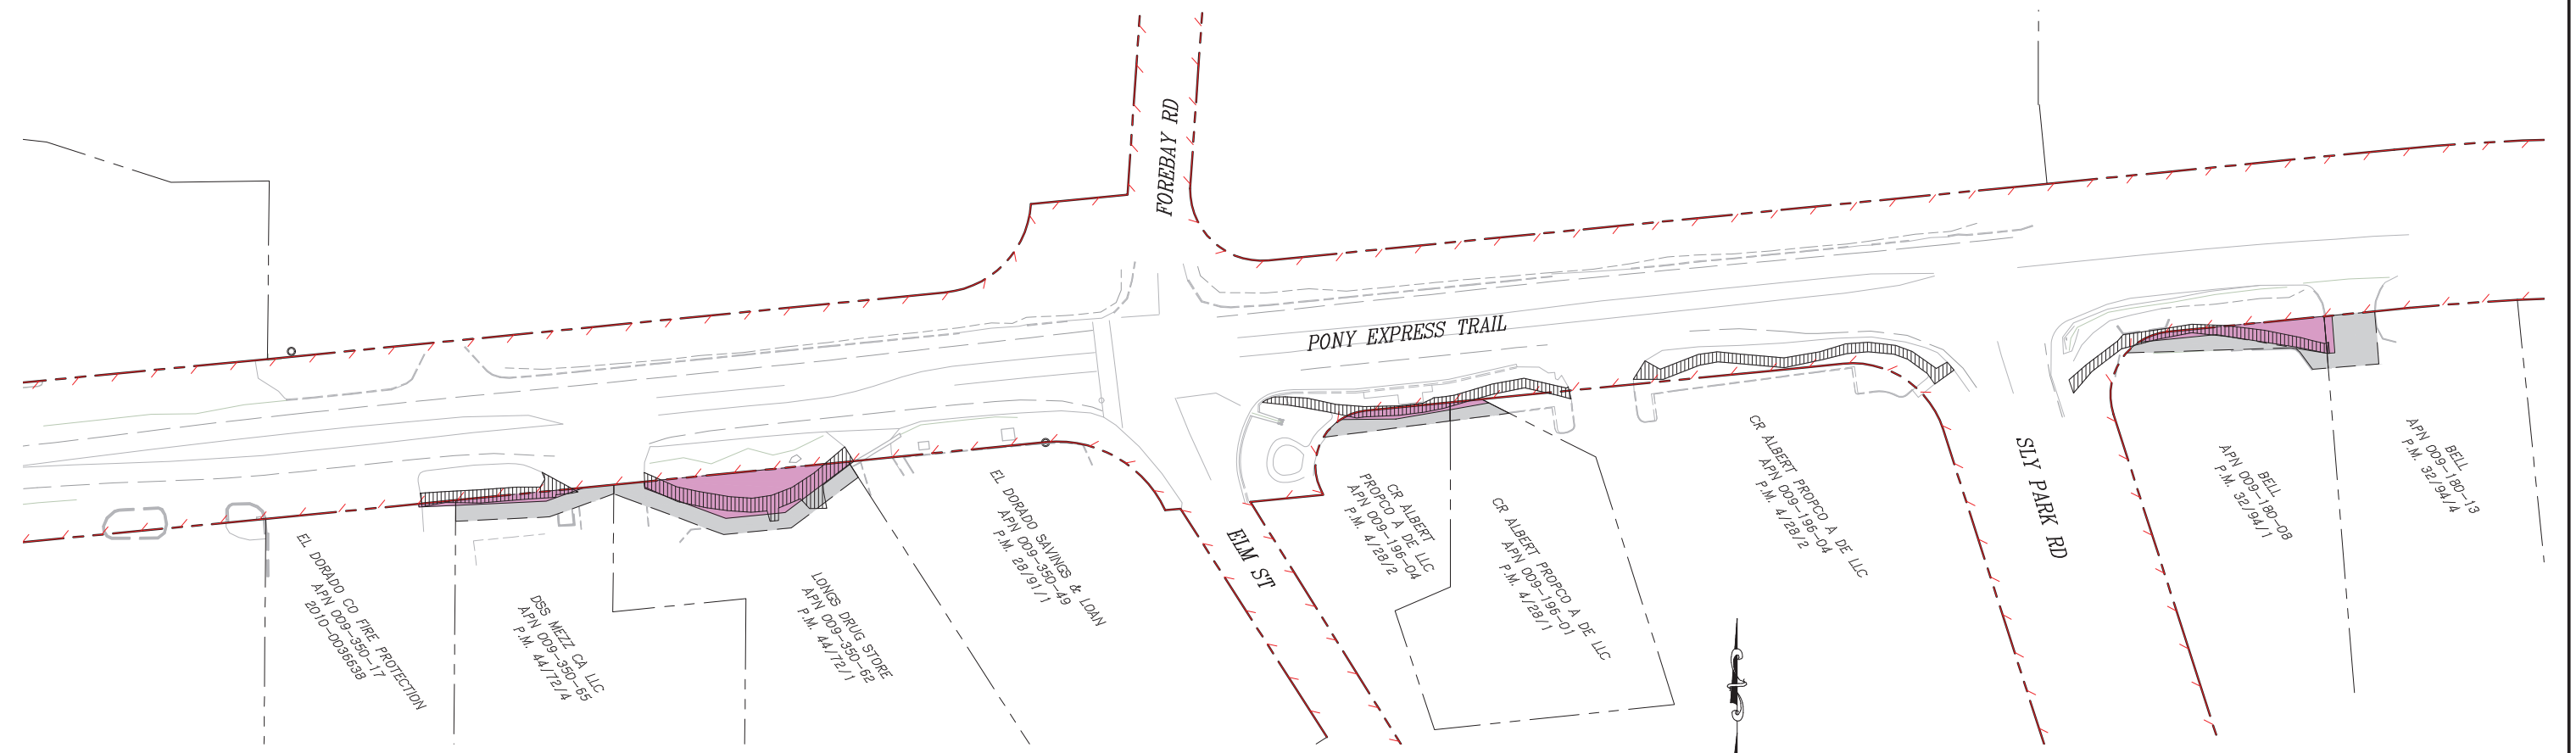 FOREBAY RD
PONY EXPRESS TRAIL
EL DORADO CO FIRE PROTECTION
APN 009-350-17
2010-0036638
DSS MEZZ CA LLC
APN 009-350-65
P.M. 44/72/4
LONGS DRUG STORE
APN 009-350-62
P.M. 44/72/1
EL DORADO SAVINGS & LOAN
APN 009-350-49
P.M. 28/91/1
ELM ST
CR ALBERT
PROPCO A DE LLC
APN 009-196-04
P.M. 4/28/2
CR ALBERT PROPCO A DE LLC
APN 009-196-01
P.M. 4/28/1
CR ALBERT PROPCO A DE LLC
APN 009-196-04
P.M. 4/28/2
SLY PARK RD
BELL
APN 009-180-08
P.M. 32/94/1
BELL
APN 009-180-13
P.M. 32/94/4